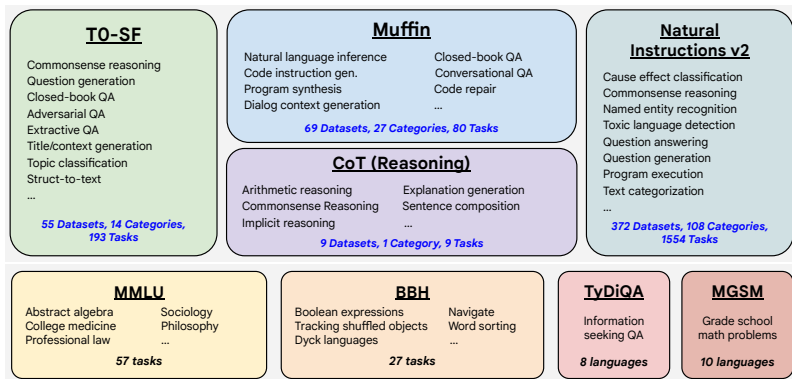 T0-SF
Commonsense reasoning
Question generation
Closed-book QA
Adversarial QA
Extractive QA
Title/context generation
Topic classification
Struct-to-text
...
55 Datasets, 14 Categories,
193 Tasks
Muffin
Natural language inference
Code instruction gen.
Program synthesis
Dialog context generation
Closed-book QA
Conversational QA
Code repair
...
69 Datasets, 27 Categories, 80 Tasks
CoT (Reasoning)
Arithmetic reasoning
Commonsense Reasoning
Implicit reasoning
Explanation generation
Sentence composition
...
9 Datasets, 1 Category, 9 Tasks
Natural
Instructions v2
Cause effect classification
Commonsense reasoning
Named entity recognition
Toxic language detection
Question answering
Question generation
Program execution
Text categorization
...
372 Datasets, 108 Categories,
1554 Tasks
MMLU
Abstract algebra
College medicine
Professional law
Sociology
Philosophy
...
57 tasks
BBH
Boolean expressions
Tracking shuffled objects
Dyck languages
Navigate
Word sorting
...
27 tasks
TyDiQA
Information
seeking QA
8 languages
MGSM
Grade school
math problems
10 languages